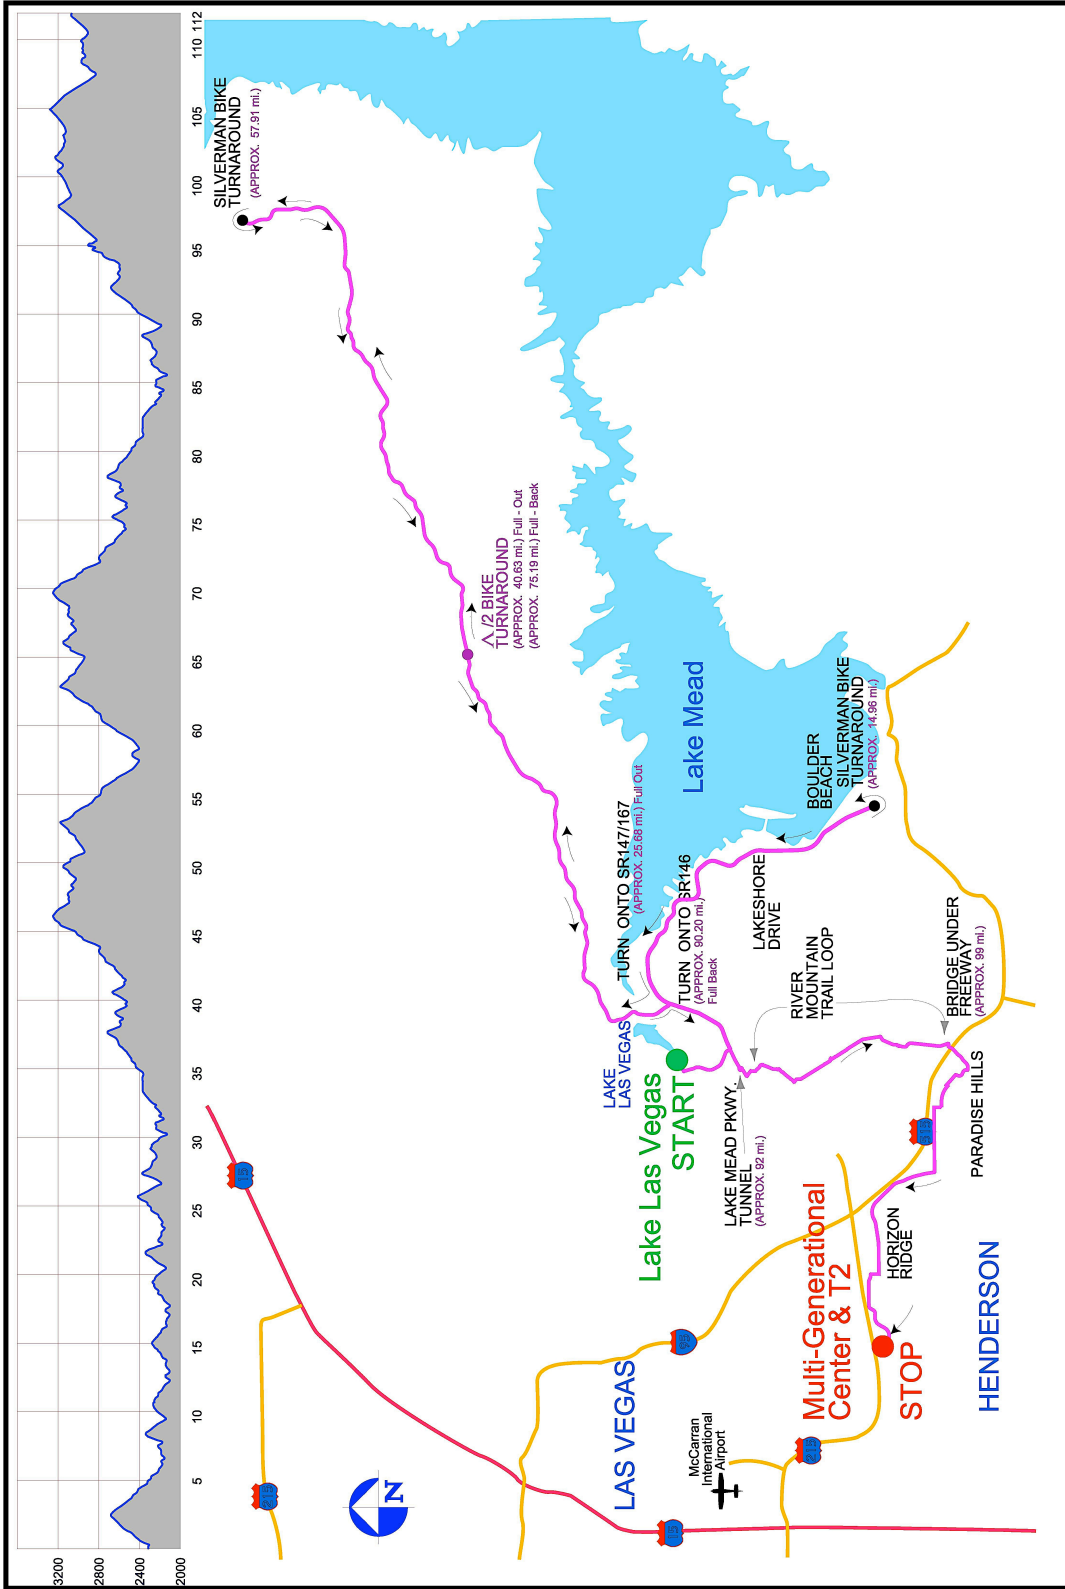 3200
2800
2400
2000
5
10
15
20
25
30
35
40
45
50
55
60
65
70
75
80
85
90
95
100
105
110
112
SILVERMAN BIKE
TURNAROUND
(APPROX. 57.91 mi.)
/2 BIKE
TURNAROUND
(APPROX. 40.63 mi.) Full - Out
(APPROX. 75.19 mi.) Full - Back
TURN ONTO SR147/167
(APPROX. 25.68 mi.) Full Out
Lake Mead
TURN ONTO SR146
(APPROX. 90.20 mi.)
Full Back
BOULDER
BEACH
SILVERMAN BIKE
TURNAROUND
(APPROX. 14.96 mi.)
LAKESHORE
DRIVE
RIVER
MOUNTAIN
TRAIL LOOP
BRIDGE UNDER
FREEWAY
(APPROX. 99 mi.)
LAKE
LAS VEGAS
Lake Las Vegas
START
LAKE MEAD PKWY.
TUNNEL
(APPROX. 92 mi.)
PARADISE HILLS
HORIZON
RIDGE
Multi-Generational
Center & T2
STOP
HENDERSON
LAS VEGAS
McCarran
International
Airport
N
15
215
95
15
215
515